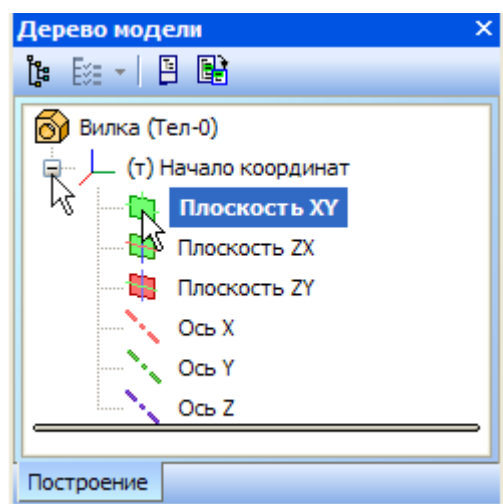 Дерево модели
Вилка (Тел-0)
(т) Начало координат
Плоскость XY
Плоскость ZX
Плоскость ZY
Ось X
Ось Y
Ось Z
Построение